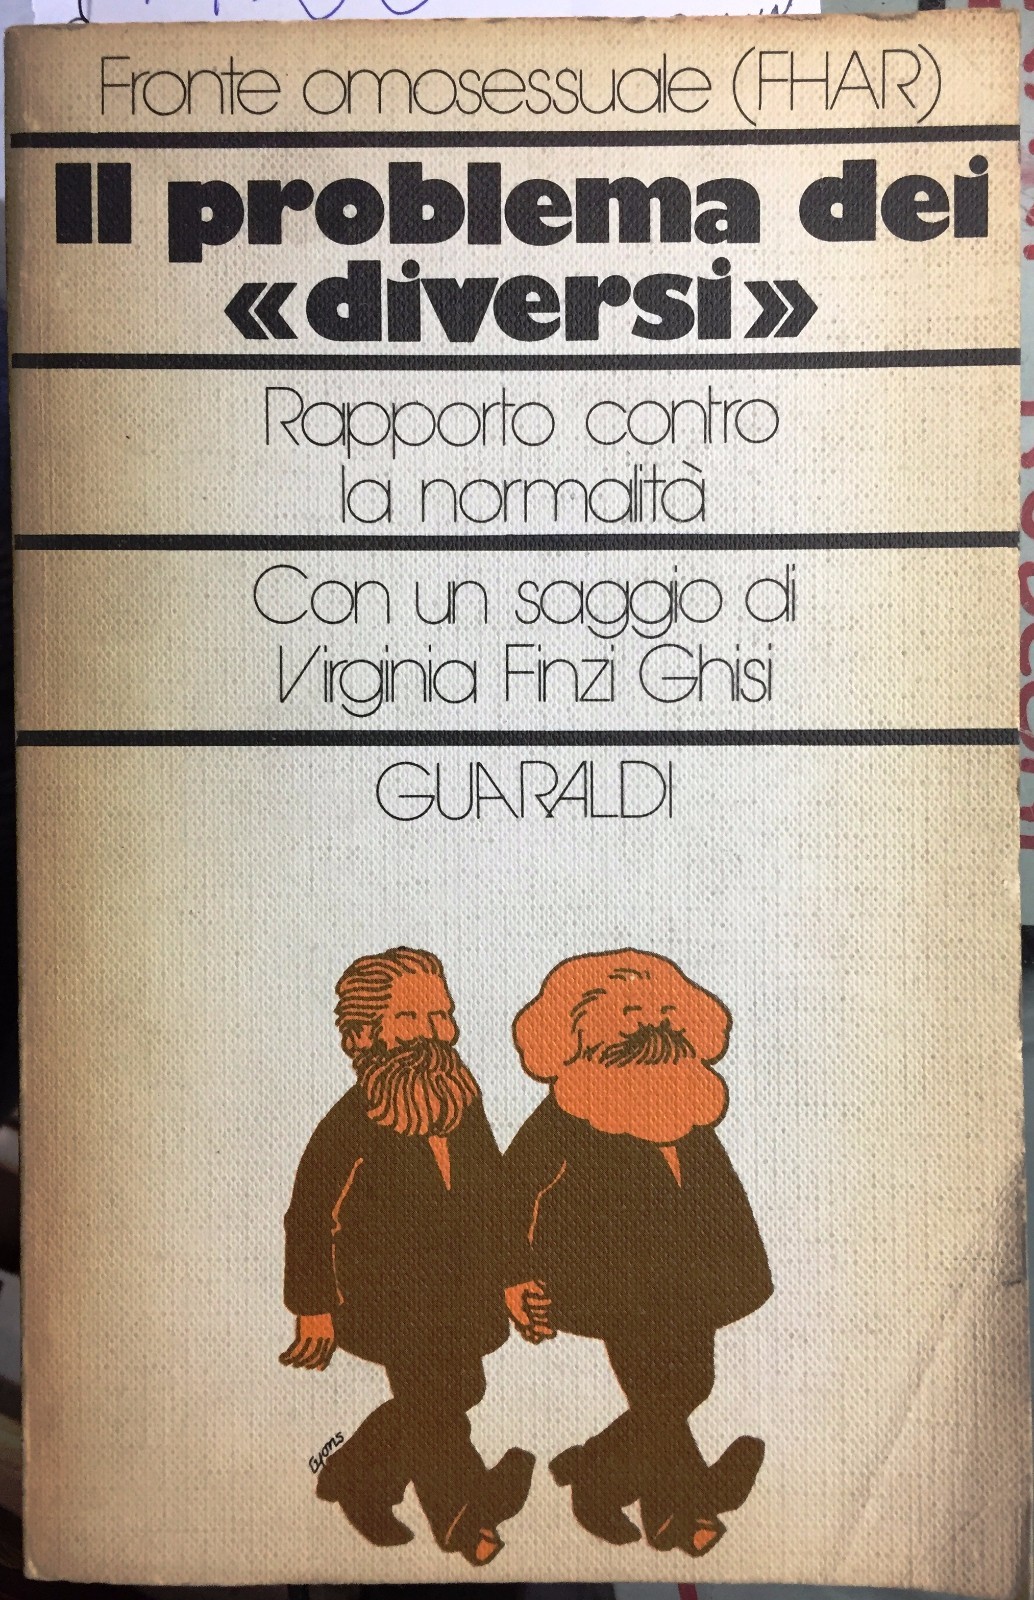 Fronte omosessuale (FHAR)
Il problema dei
«diversi»
Rapporto contro
la normalità
Con un saggio di
Virginia Finzi Ghisi
GUARALDI